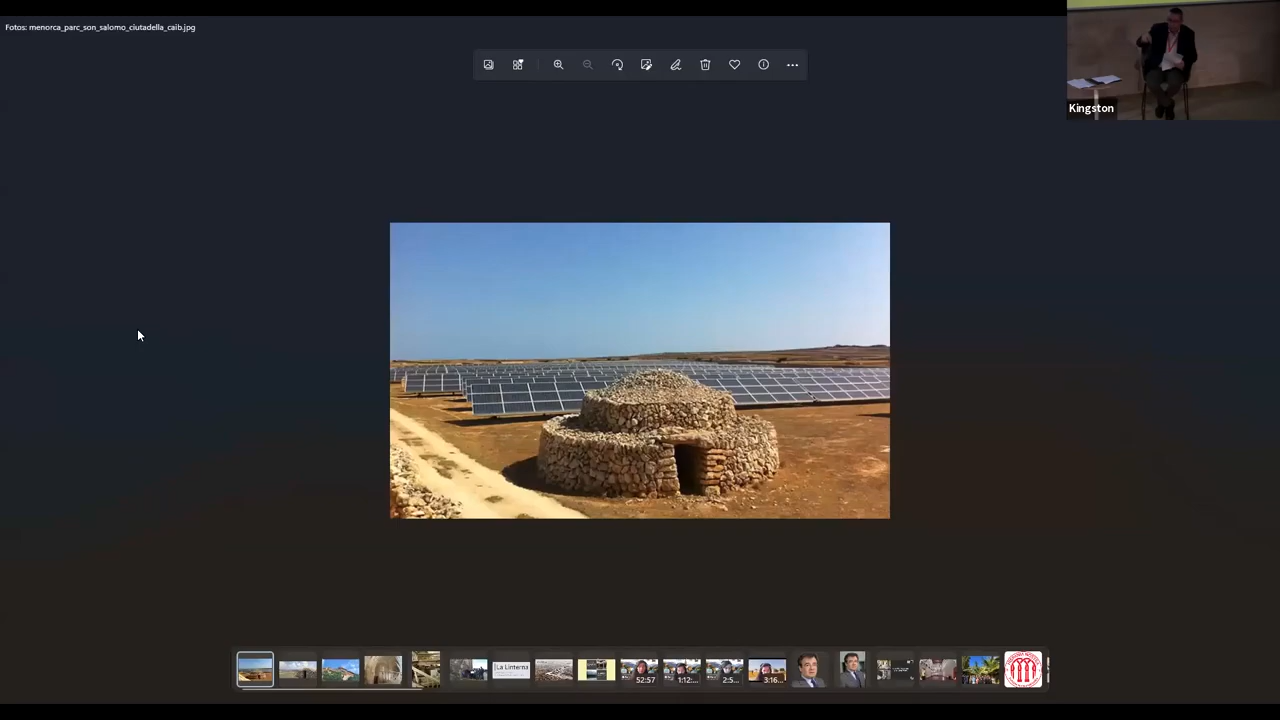 Fotos: menorca_parc_son_salomo_ciutadella_caib.jpg
Kingston
La Linterna
52:57
1:12:...
2:5...
3:16...